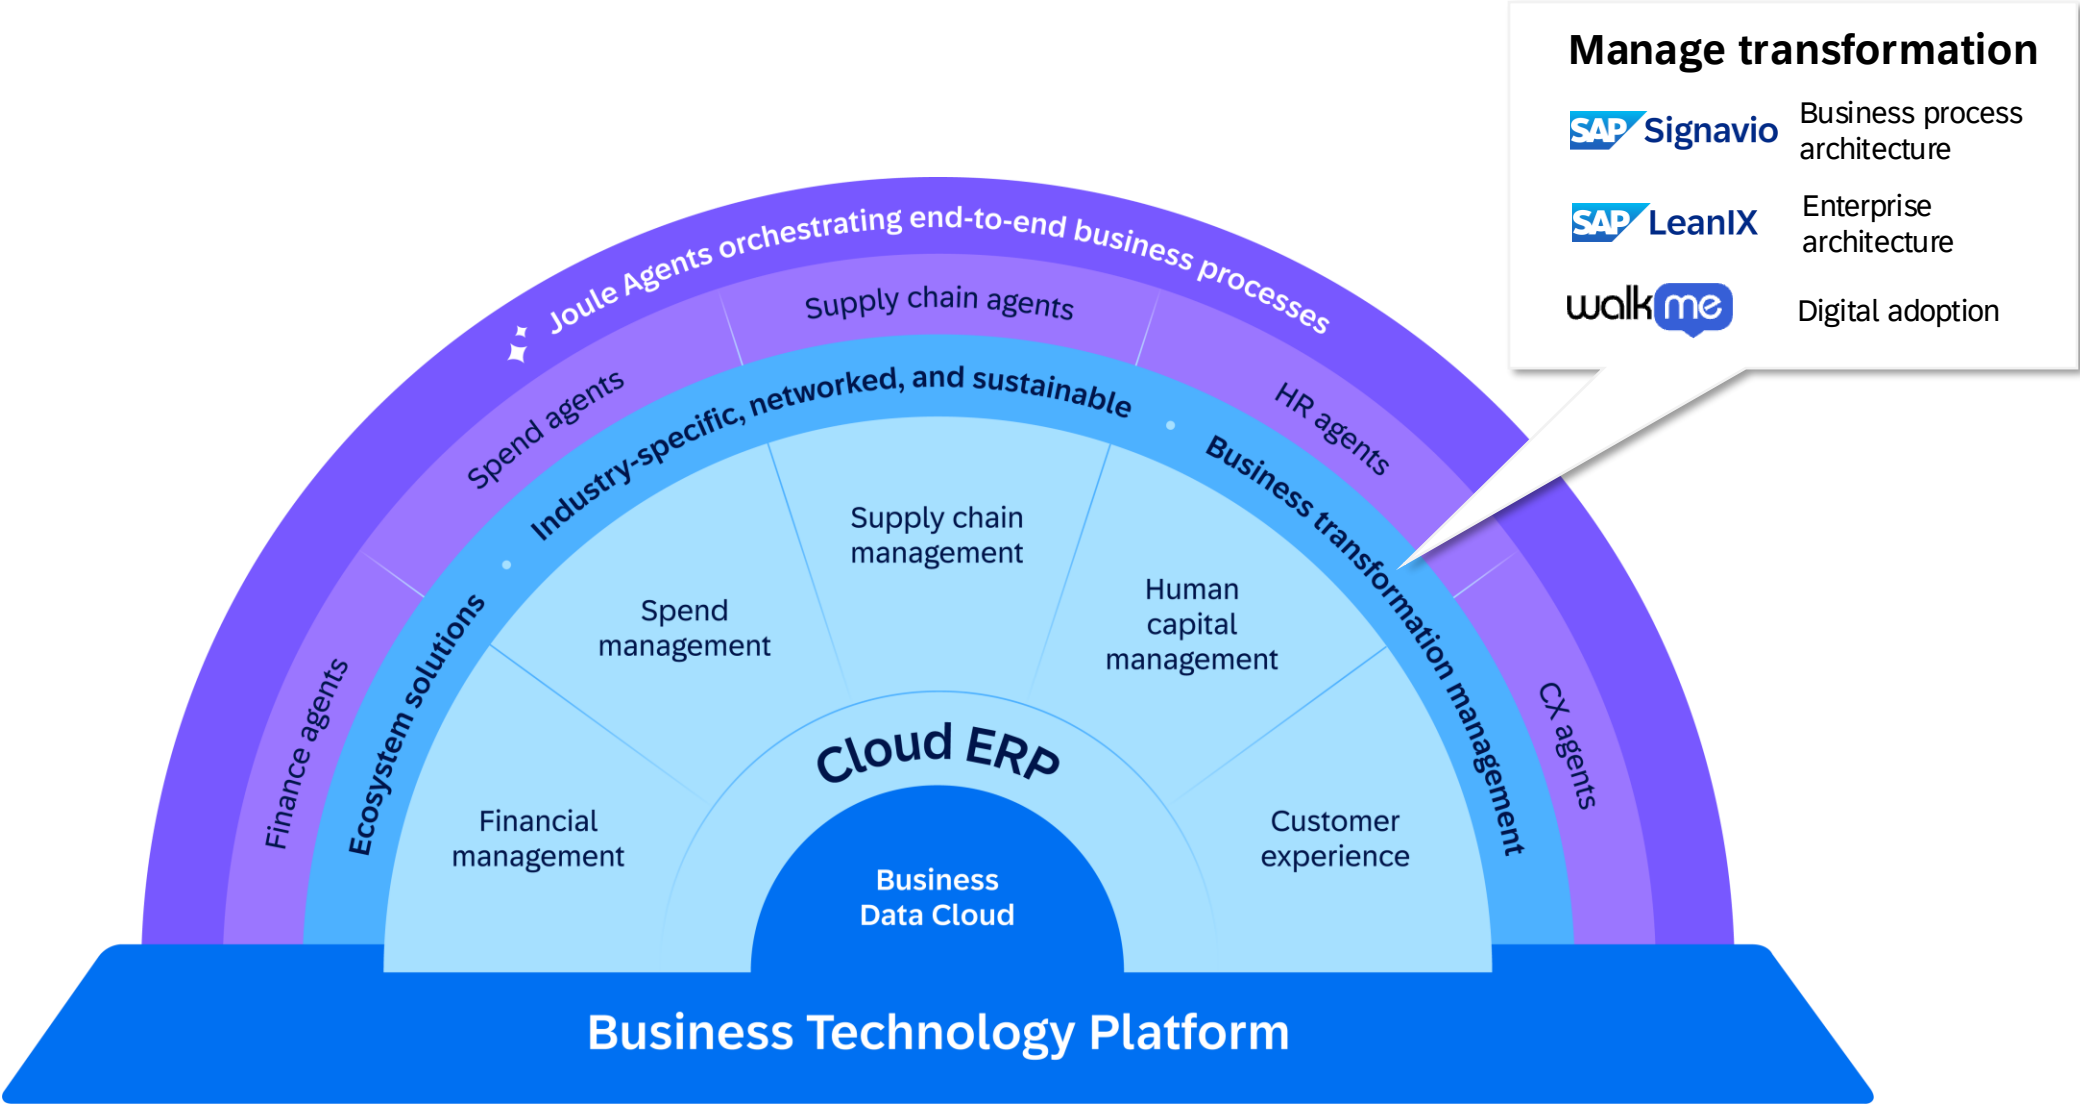 Manage transformation
SAP Signavio
Business process
architecture
SAP LeanIX
Enterprise
architecture
walkme
Digital adoption
Joule Agents orchestrating end-to-end business processes
Finance agents
Spend agents
Supply chain agents
HR agents
CX agents
Ecosystem solutions • Industry-specific, networked, and sustainable • Business transformation management
Financial
management
Spend
management
Supply chain
management
Human
capital
management
Customer
experience
Cloud ERP
Business
Data Cloud
Business Technology Platform